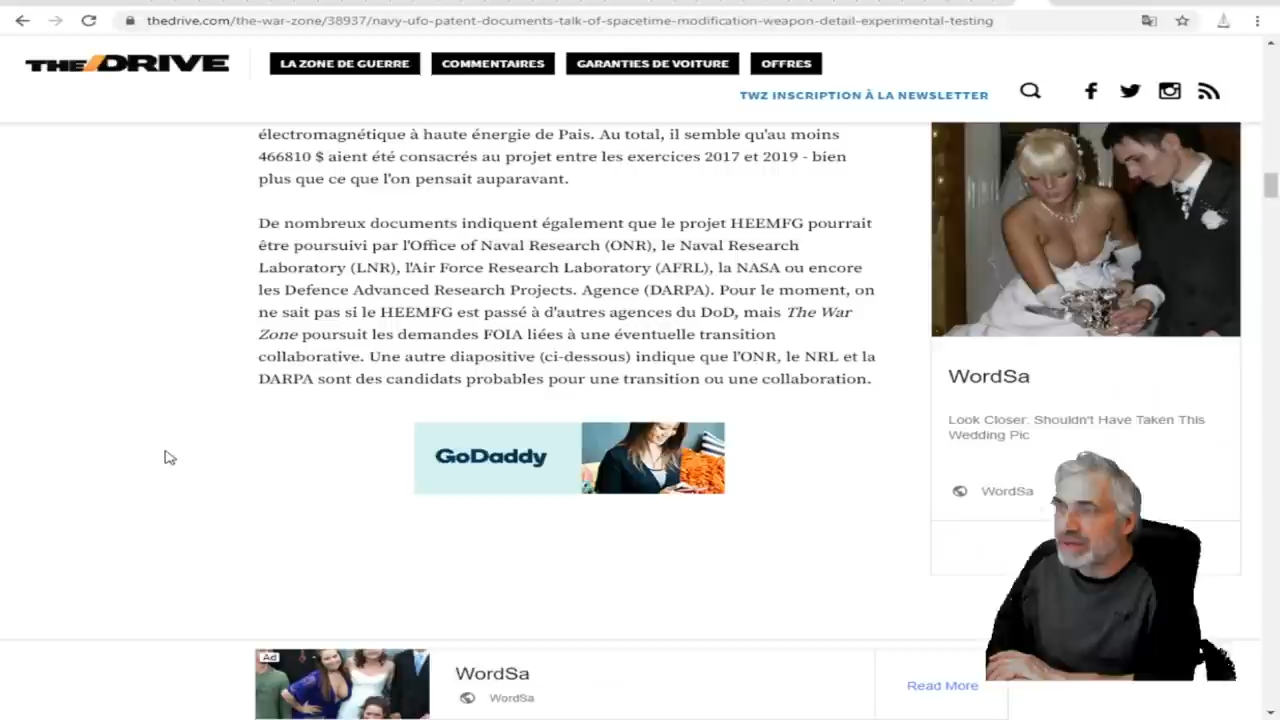 thedrive.com/the-war-zone/38937/navy-ufo-patent-documents-talk-of-spacetime-modification-weapon-detail-experimental-testing
THE/DRIVE
LA ZONE DE GUERRE
COMMENTAIRES
GARANTIES DE VOITURE
OFFRES
TWZ INSCRIPTION À LA NEWSLETTER
électromagnétique à haute énergie de Pais. Au total, il semble qu'au moins
466810 $ aient été consacrés au projet entre les exercices 2017 et 2019 - bien
plus que ce que l'on pensait auparavant.
De nombreux documents indiquent également que le projet HEEMFG pourrait
être poursuivi par l'Office of Naval Research (ONR), le Naval Research
Laboratory (LNR), l'Air Force Research Laboratory (AFRL), la NASA ou encore
les Defence Advanced Research Projects. Agence (DARPA). Pour le moment, on
ne sait pas si le HEEMFG est passé à d'autres agences du DoD, mais The War
Zone poursuit les demandes FOIA liées à une éventuelle transition
collaborative. Une autre diapositive (ci-dessous) indique que l'ONR, le NRL et la
DARPA sont des candidats probables pour une transition ou une collaboration.
GoDaddy
WordSa
Look Closer: Shouldn't Have Taken This
Wedding Pic
WordSa
Ad
WordSa
WordSa
Read More